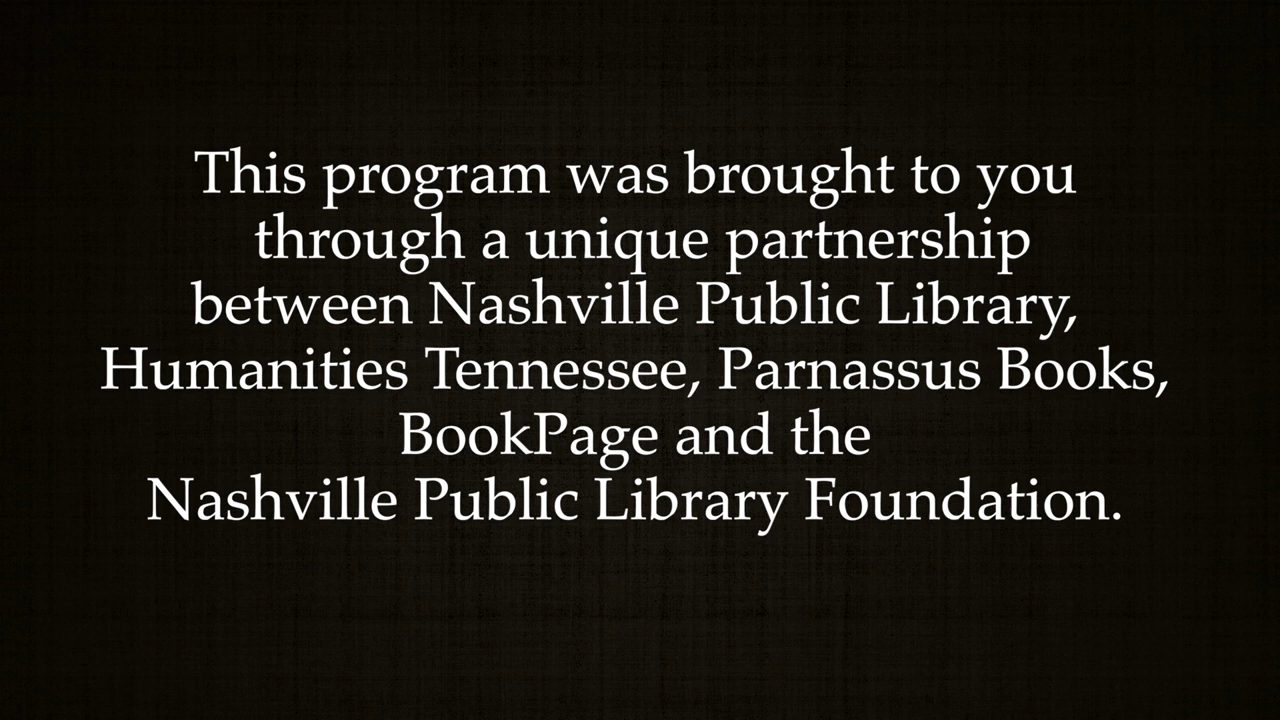 This program was brought to you
through a unique partnership
between Nashville Public Library,
Humanities Tennessee, Parnassus Books,
BookPage and the
Nashville Public Library Foundation.